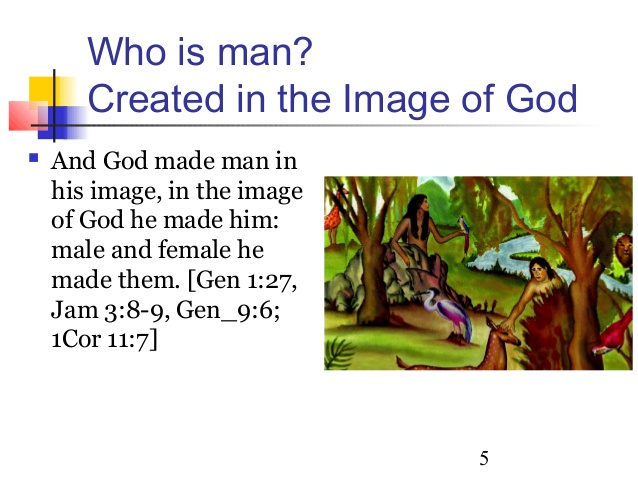 Who is man?
Created in the Image of God
And God made man in
his image, in the image
of God he made him:
male and female he
made them. [Gen 1:27,
Jam 3:8-9, Gen_9:6;
1Cor 11:7]
5